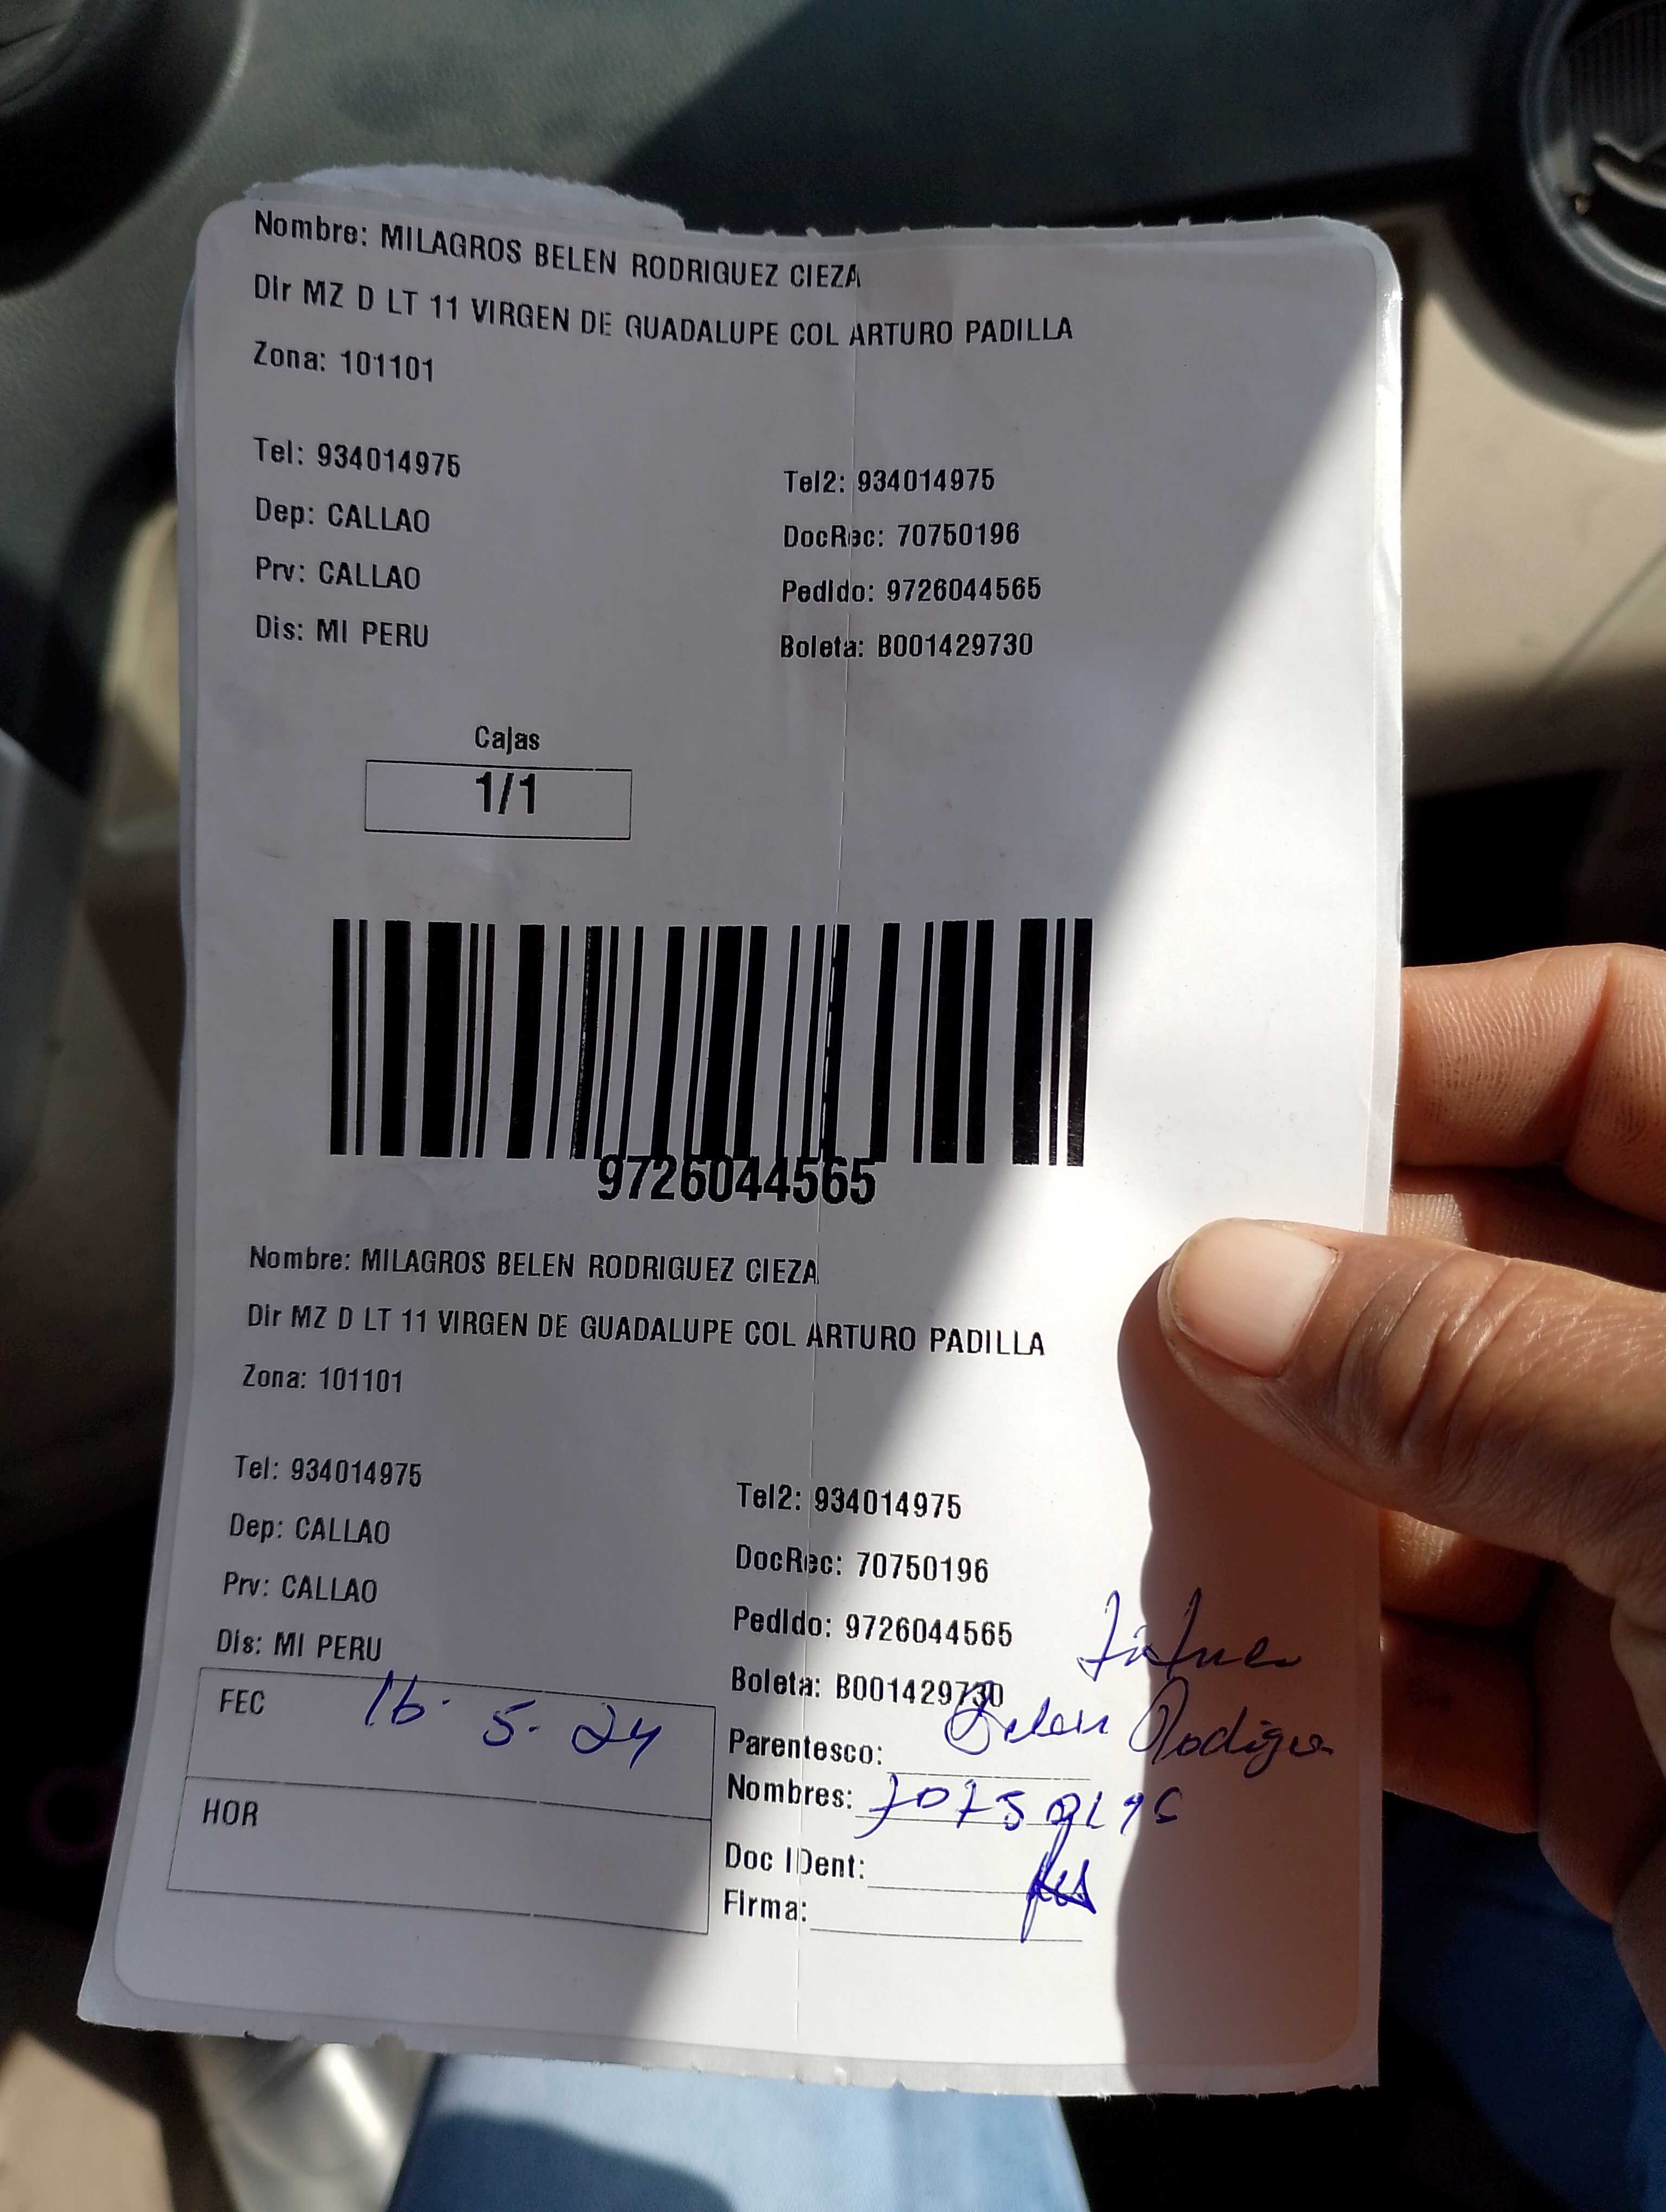 Nombre: MILAGROS BELEN RODRIGUEZ CIEZA
Dir MZ D LT 11 VIRGEN DE GUADALUPE COL ARTURO PADILLA
Zona: 101101
Tel: 934014975
Tel2: 934014975
Dep: CALLAO
DocRec: 70750196
Prv: CALLAO
Pedido: 9726044565
Dis: MI PERU
Boleta: B001429730
Cajas
1/1
9726044565
Nombre: MILAGROS BELEN RODRIGUEZ CIEZA
Dir MZ D LT 11 VIRGEN DE GUADALUPE COL ARTURO PADILLA
Zona: 101101
Tel: 934014975
Tel2: 934014975
Dep: CALLAO
DocRec: 70750196
Prv: CALLAO
Pedido: 9726044565
Dis: MI PERU
Boleta: B001429730
FEC 16. 5. 24
HOR
Belen
Parentesco:
Nombres: 70750196
Doc IDent:
Firma: